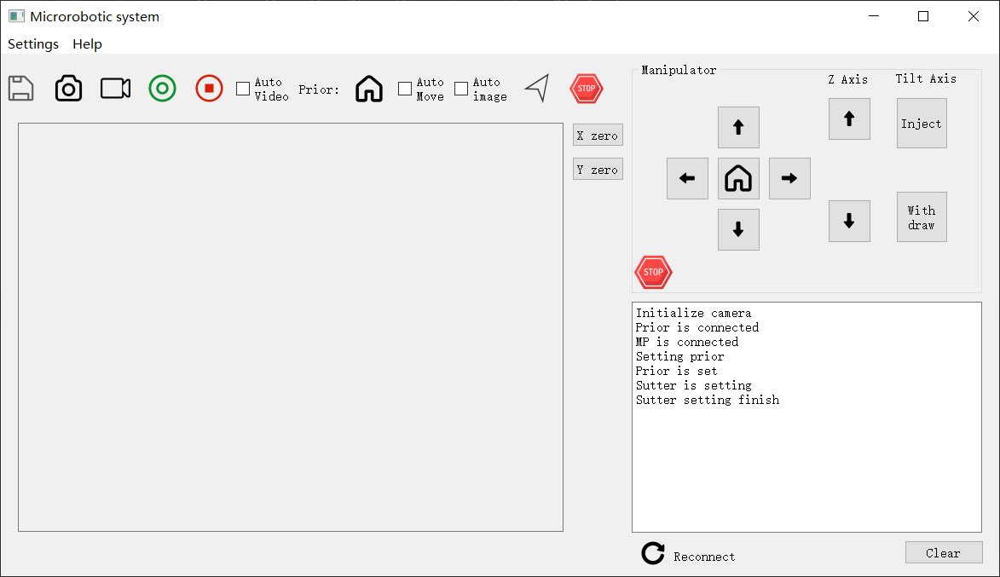 Microrobotic system
Settings Help
Auto
Video
Prior:
Auto
Move
Auto
image
STOP
X zero
Y zero
Manipulator
Z Axis
Tilt Axis
Inject
With
draw
STOP
Initialize camera
Prior is connected
MP is connected
Setting prior
Prior is set
Sutter is setting
Sutter setting finish
Reconnect
Clear